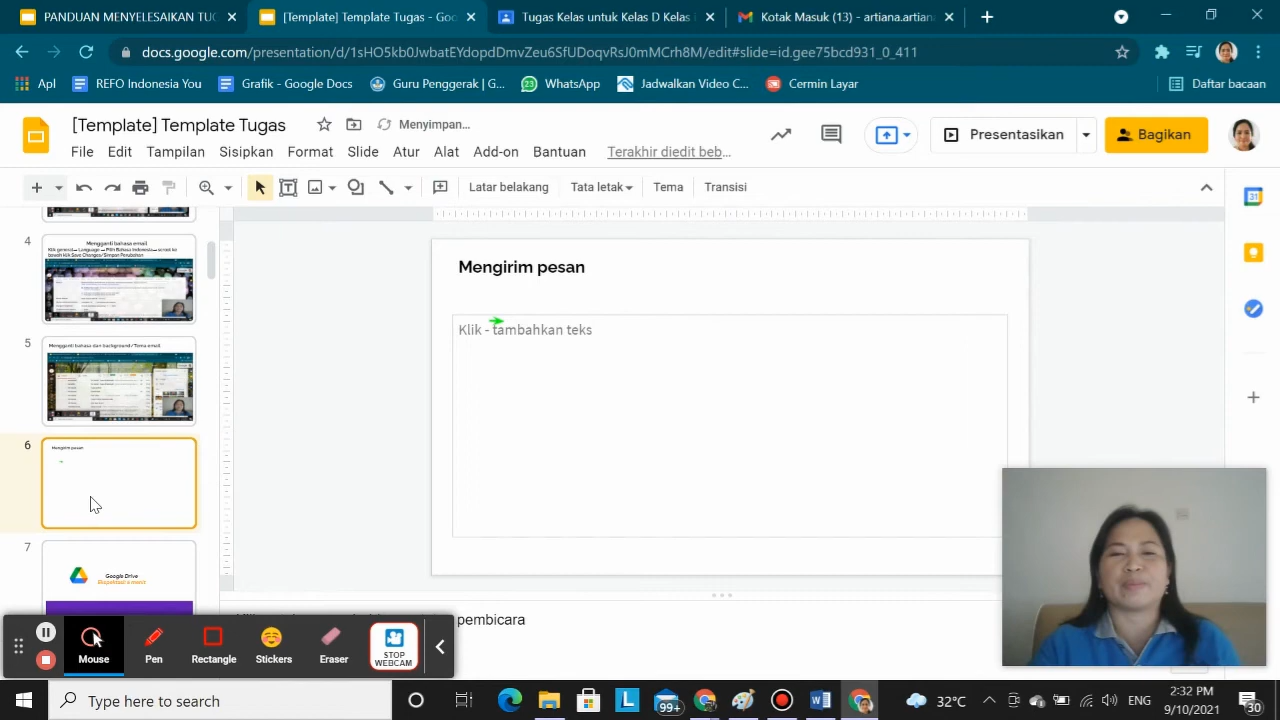 PANDUAN MENYELESAIKAN TUG
[Template] Template Tugas - Goo
Tugas Kelas untuk Kelas D Kelas i
Kotak Masuk (13) - artiana.artian
docs.google.com/presentation/d/1sHO5kb0JwbatEYdopdDmvZeu6SfUDoqvRsJ0mMCrh8M/edit#slide=id.gee75bcd931_0_411
Apl
REFO Indonesia You
Grafik - Google Docs
Guru Penggerak | G...
WhatsApp
Jadwalkan Video C...
Cermin Layar
Daftar bacaan
[Template] Template Tugas
Menyimpan...
File Edit Tampilan Sisipkan Format Slide Atur Alat Add-on Bantuan Terakhir diedit beb...
Presentasikan
Bagikan
Latar belakang Tata letak Tema Transisi
4
Mengganti bahasa email
5
Mengganti bahasa dan background/Tema email
6
Mengirim pesan
7
Google Drive
Mengirim pesan
Klik - tambahkan teks
pembicara
Mouse
Pen
Rectangle
Stickers
Eraser
STOP
WEBCAM
Type here to search
99+
32°C
ENG
2:32 PM
9/10/2021
30